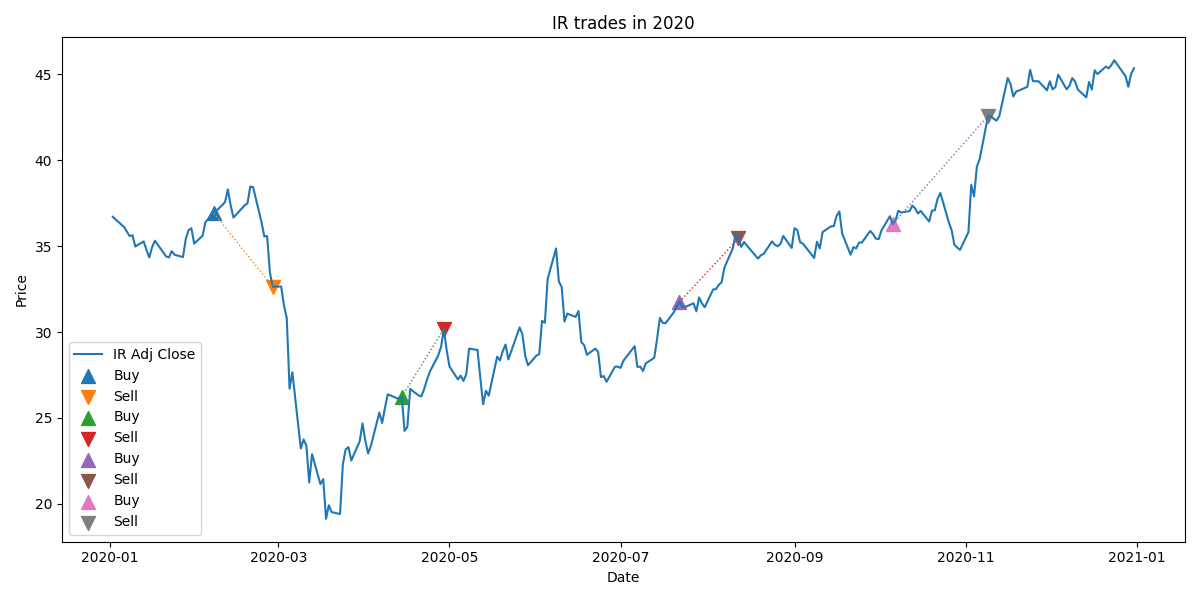 IR trades in 2020
45
40
35
30
25
20
Price
IR Adj Close
Buy
Sell
Buy
Sell
Buy
Sell
Buy
Sell
2020-01
2020-03
2020-05
2020-07
2020-09
2020-11
2021-01
Date